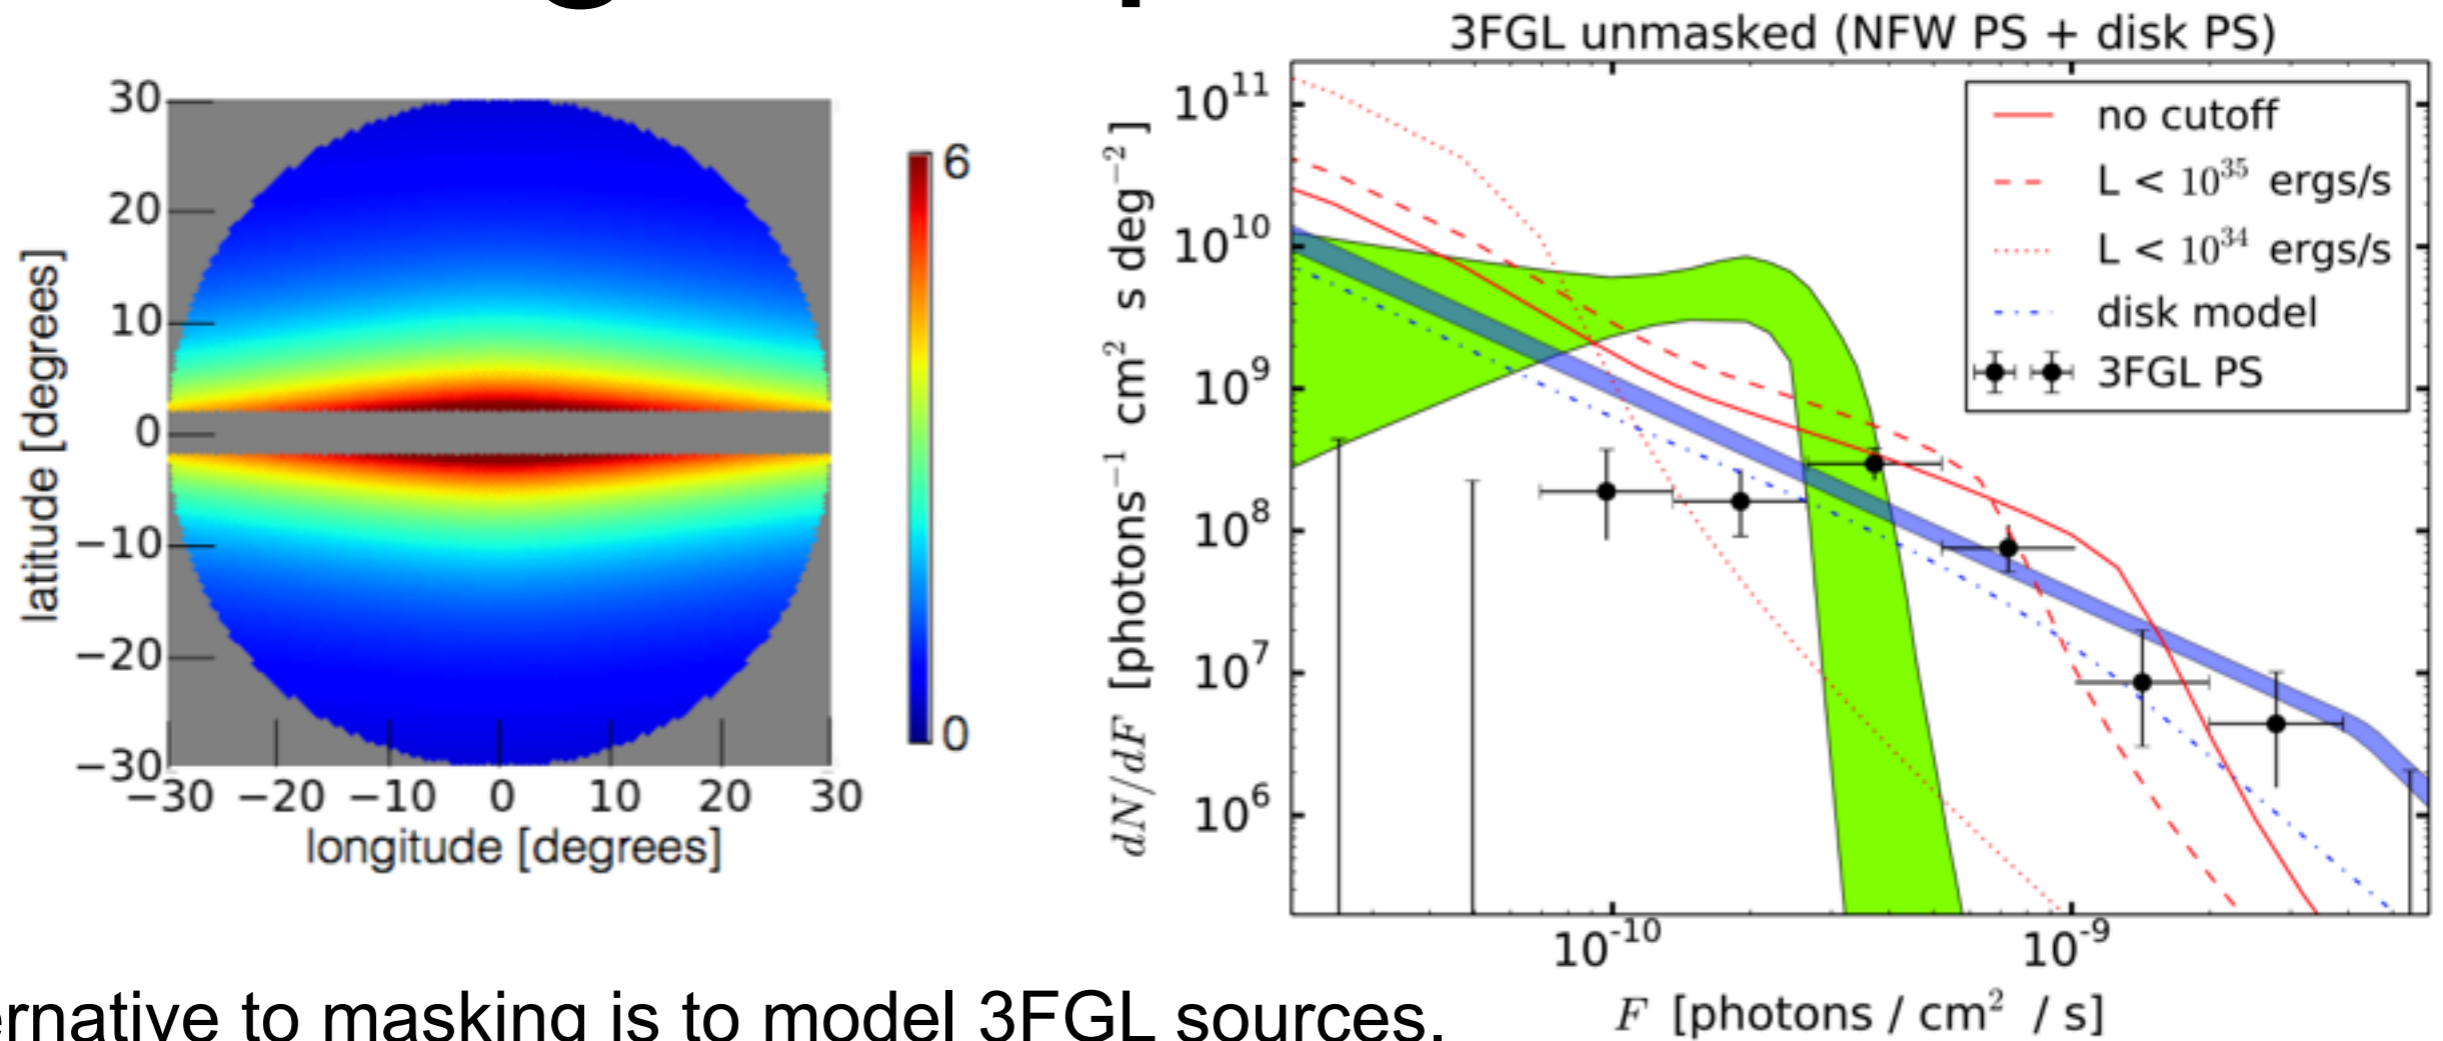 30
20
10
0
−10
−20
−30
latitude [degrees]
−30 −20 −10 0 10 20 30
longitude [degrees]
6
0
3FGL unmasked (NFW PS + disk PS)
10^11
10^10
10^9
10^8
10^7
10^6
dN/dF [photons^−1 cm^2 s deg^−2]
no cutoff
L < 10^35 ergs/s
L < 10^34 ergs/s
disk model
3FGL PS
10^-10 10^-9
F [photons / cm^2 / s]
ernative to masking is to model 3FGL sources.